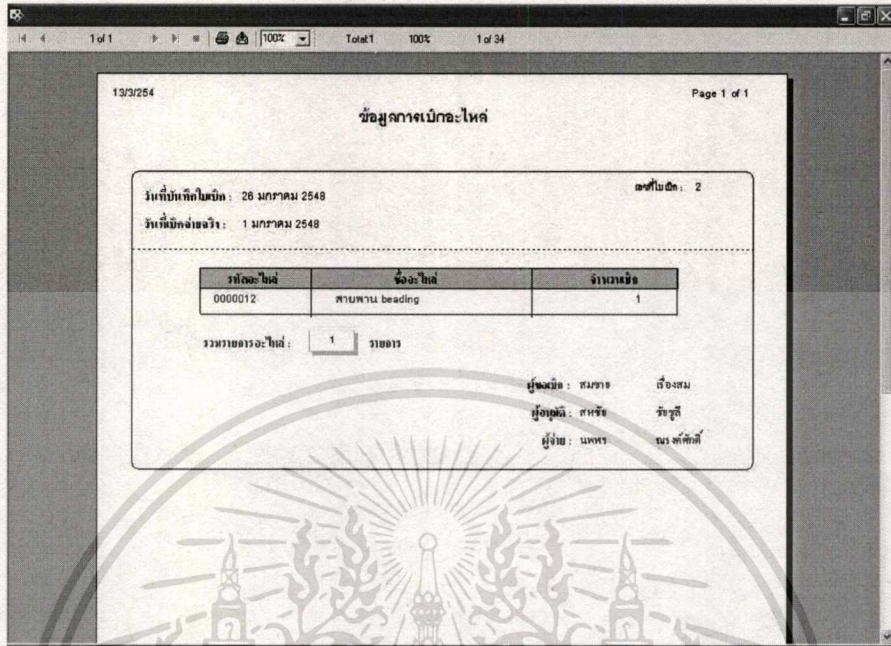 1 of 1 100% Total:1 100% 1 of 34
13/3/254 Page 1 of 1
ข้อมูลการเบิกอะไหล่
เลขที่ใบเบิก : 2
วันที่บันทึกใบเบิก : 26 มกราคม 2548
วันที่เบิกจ่ายจริง : 1 มกราคม 2548
รหัสอะไหล่ ชื่ออะไหล่ จำนวนเบิก
0000012 สายพาน beading 1
รวมรายการอะไหล่ : 1 รายการ
ผู้ขอเบิก : สมชาย เรืองสม
ผู้อนุมัติ : สหชัย
ผู้จ่าย : นพพร ณรงค์ศักดิ์